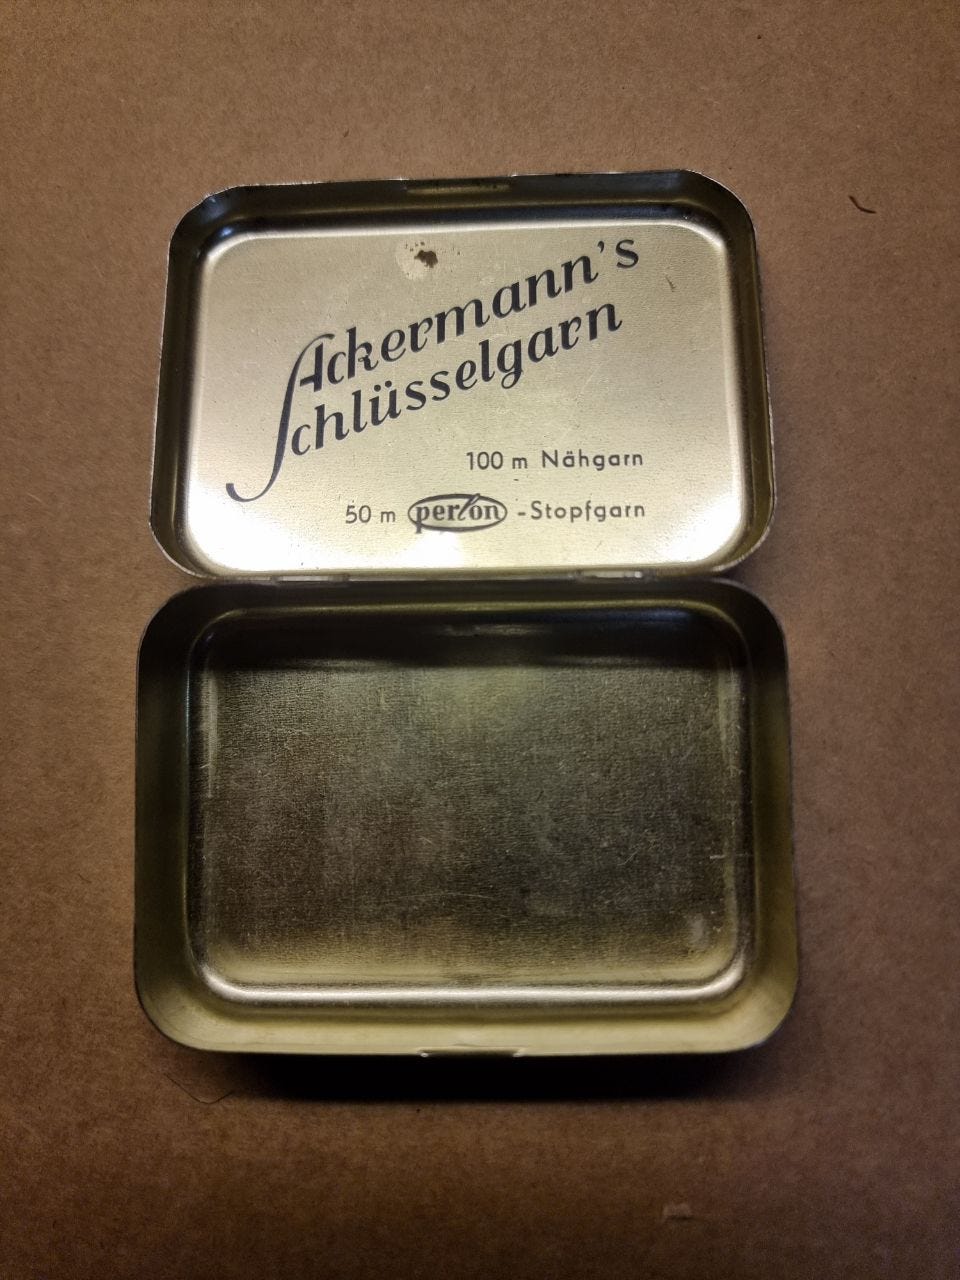 Ackermann's
Schlüsselgarn
100 m Nähgarn
50 m perlon -Stopfgarn